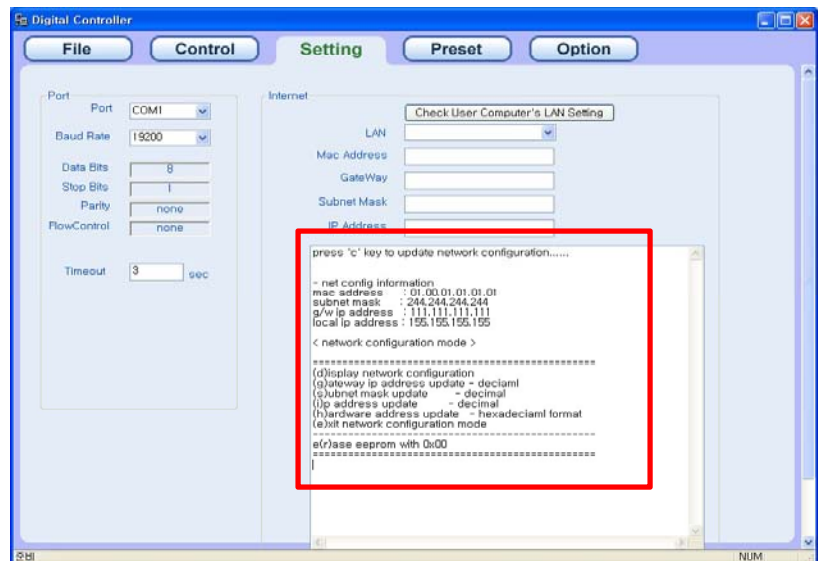 Digital Controller
File Control Setting Preset Option
Port
Port COM1
Baud Rate 19200
Data Bits 8
Stop Bits 1
Parity none
FlowControl none
Timeout 3 sec
Internet
Check User Computer's LAN Setting
LAN
Mac Address
GateWay
Subnet Mask
IP Address
press 'c' key to update network configuration......
- net config information
mac address : 01.00.01.01.01.01
subnet mask : 244.244.244.244
g/w ip address : 111.111.111.111
local ip address : 155.155.155.155
< network configuration mode >
===============================================
(d)isplay network configuration
(g)ateway ip address update - deciaml
(s)ubnet mask update - decimal
(i)p address update - decimal
(h)ardware address update - hexadeciaml format
(e)xit network configuration mode
-----------------------------------------------
e(r)ase eeprom with 0x00
===============================================
준비 NUM